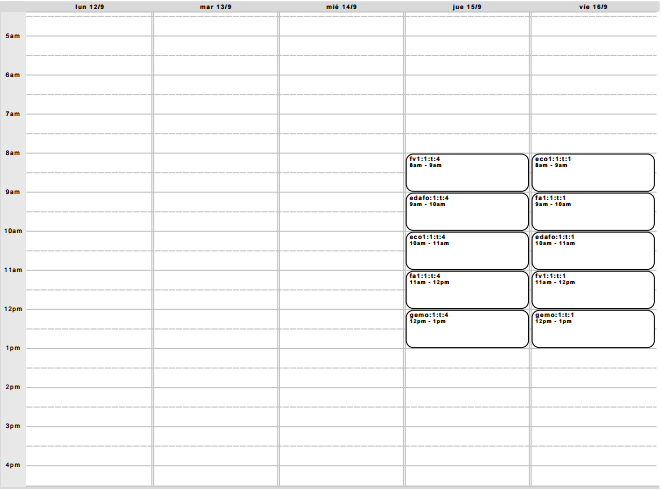 lun 12/9
mar 13/9
mié 14/9
jue 15/9
vie 16/9
5am
6am
7am
8am
9am
10am
11am
12pm
1pm
2pm
3pm
4pm
fv1:1:t:4
8am - 9am
edafo:1:t:4
9am - 10am
eco1:1:t:4
10am - 11am
fa1:1:t:4
11am - 12pm
gemo:1:t:4
12pm - 1pm
eco1:1:t:1
8am - 9am
fa1:1:t:1
9am - 10am
edafo:1:t:1
10am - 11am
fv1:1:t:1
11am - 12pm
gemo:1:t:1
12pm - 1pm